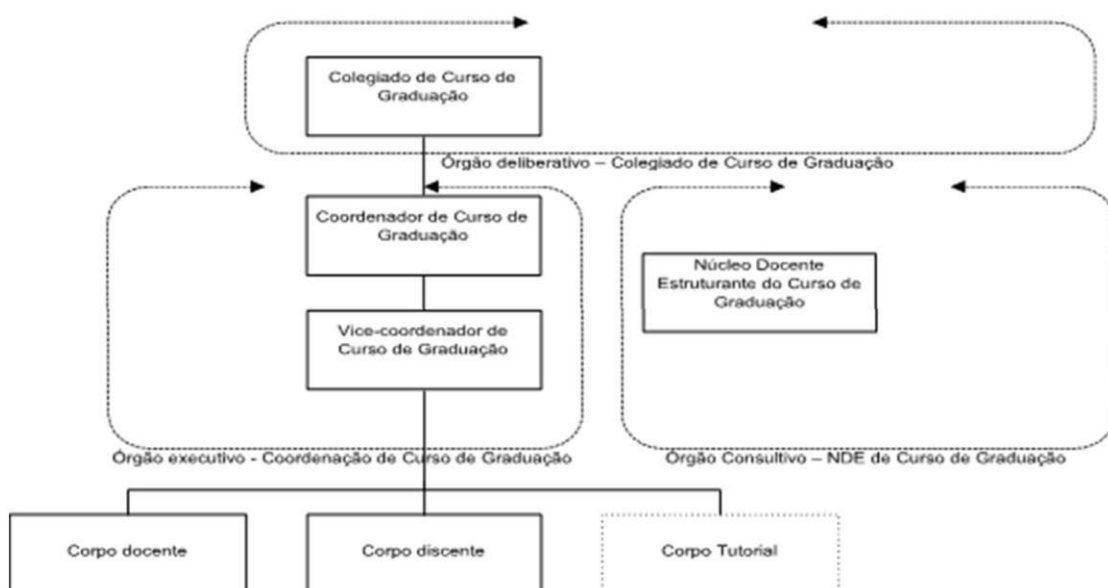 Colegiado de Curso de
Graduação
Órgão deliberativo – Colegiado de Curso de Graduação
Coordenador de Curso de
Graduação
Núcleo Docente
Estruturante do Curso de
Graduação
Vice-coordenador de
Curso de Graduação
Órgão executivo - Coordenação de Curso de Graduação
Órgão Consultivo – NDE de Curso de Graduação
Corpo docente
Corpo discente
Corpo Tutorial